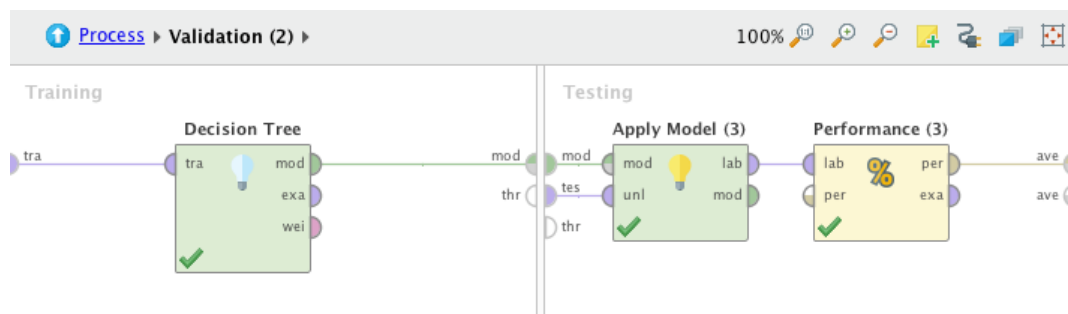 Process Validation (2)
100%
Training
Testing
Decision Tree
Apply Model (3)
Performance (3)
tra
tra
mod
exa
wei
mod
thr
mod
tes
thr
mod
unl
lab
mod
lab
per
per
exa
ave
ave